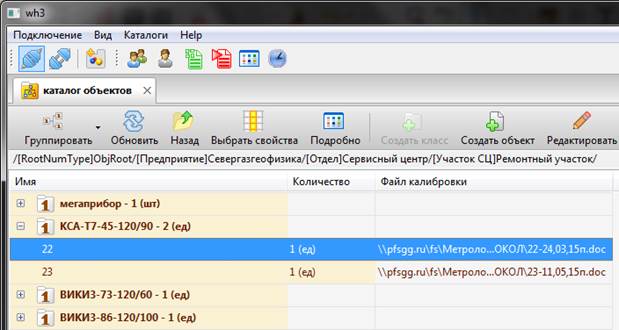 wh3
Подключение Вид Каталоги Help
каталог объектов
Группировать Обновить Назад Выбрать свойства Подробно Создать класс Создать объект Редактировать
/[RootNumType]ObjRoot/[Предприятие]Севергазгеофизика/[Отдел]Сервисный центр/[Участок СЦ]Ремонтный участок/
Имя Количество Файл калибровки
1 мегаприбор - 1 (шт)
1 КСА-Т7-45-120/90 - 2 (ед)
22 1 (ед) \\pfsgg.ru\fs\Метроло...ОКОЛ\22-24,03,15п.doc
23 1 (ед) \\pfsgg.ru\fs\Метроло...ОКОЛ\23-11,05,15п.doc
1 ВИКИЗ-73-120/60 - 1 (ед)
1 ВИКИЗ-86-120/100 - 1 (ед)